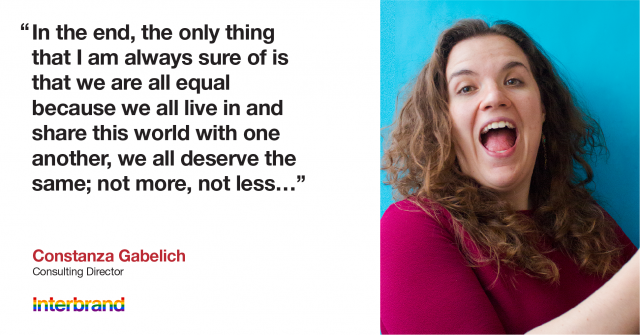 “In the end, the only thing
that I am always sure of is
that we are all equal
because we all live in and
share this world with one
another, we all deserve the
same; not more, not less…”
Constanza Gabelich
Consulting Director
Interbrand